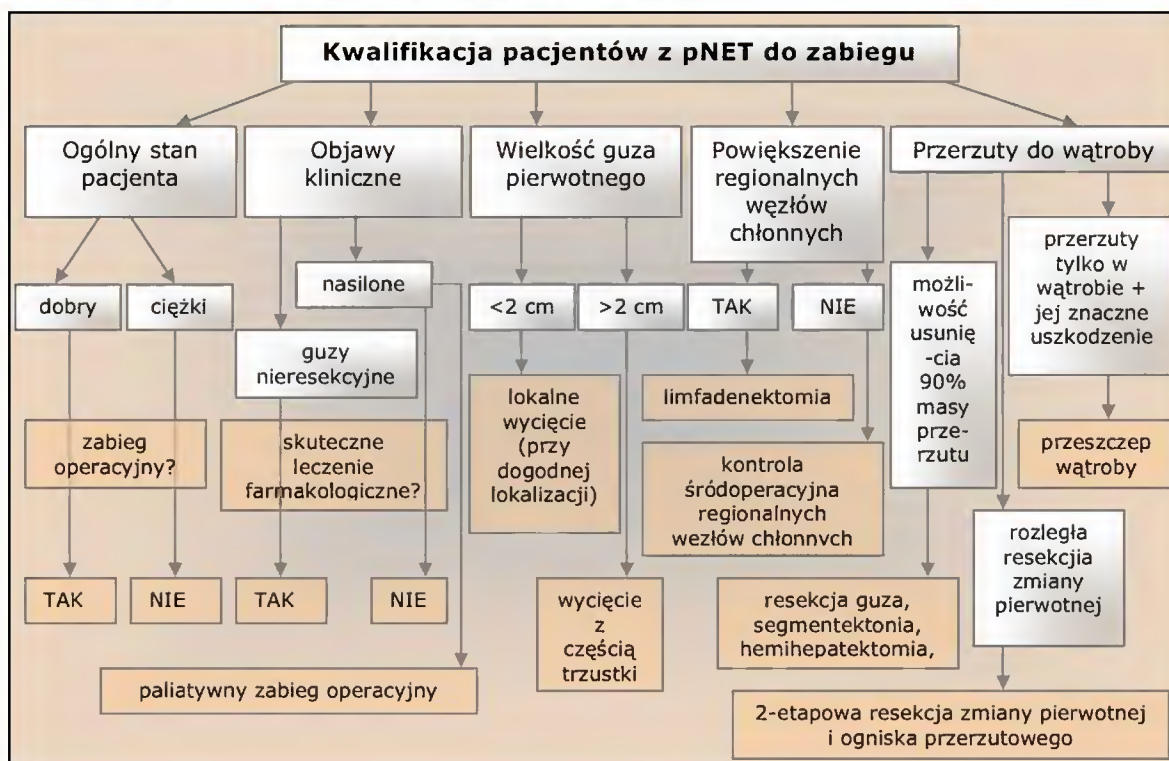 Kwalifikacja pacjentów z pNET do zabiegu
Ogólny stan
pacjenta
Objawy
kliniczne
Wielkość guza
pierwotnego
Powiększenie
regionalnych
węzłów
chłonnych
Przerzuty do wątroby
dobry
ciężki
nasilone
guzy
nieresekcyjne
<2 cm
>2 cm
TAK
NIE
możli-
wość
usunię
-cia
90%
masy
prze-
rzutu
przerzuty
tylko w
wątrobie +
jej znaczne
uszkodzenie
zabieg
operacyjny?
skuteczne
leczenie
farmakologiczne?
lokalne
wycięcie
(przy
dogodnej
lokalizacji)
limfadenektomia
kontrola
śródoperacyjna
regionalnych
węzłów chłonnych
przeszczep
wątroby
rozległa
resekcjia
zmiany
pierwotnej
TAK
NIE
TAK
NIE
wycięcie
z
częścią
trzustki
resekcja guza,
segmentektonia,
hemihepatektomia,
paliatywny zabieg operacyjny
2-etapowa resekcja zmiany pierwotnej
i ogniska przerzutowego